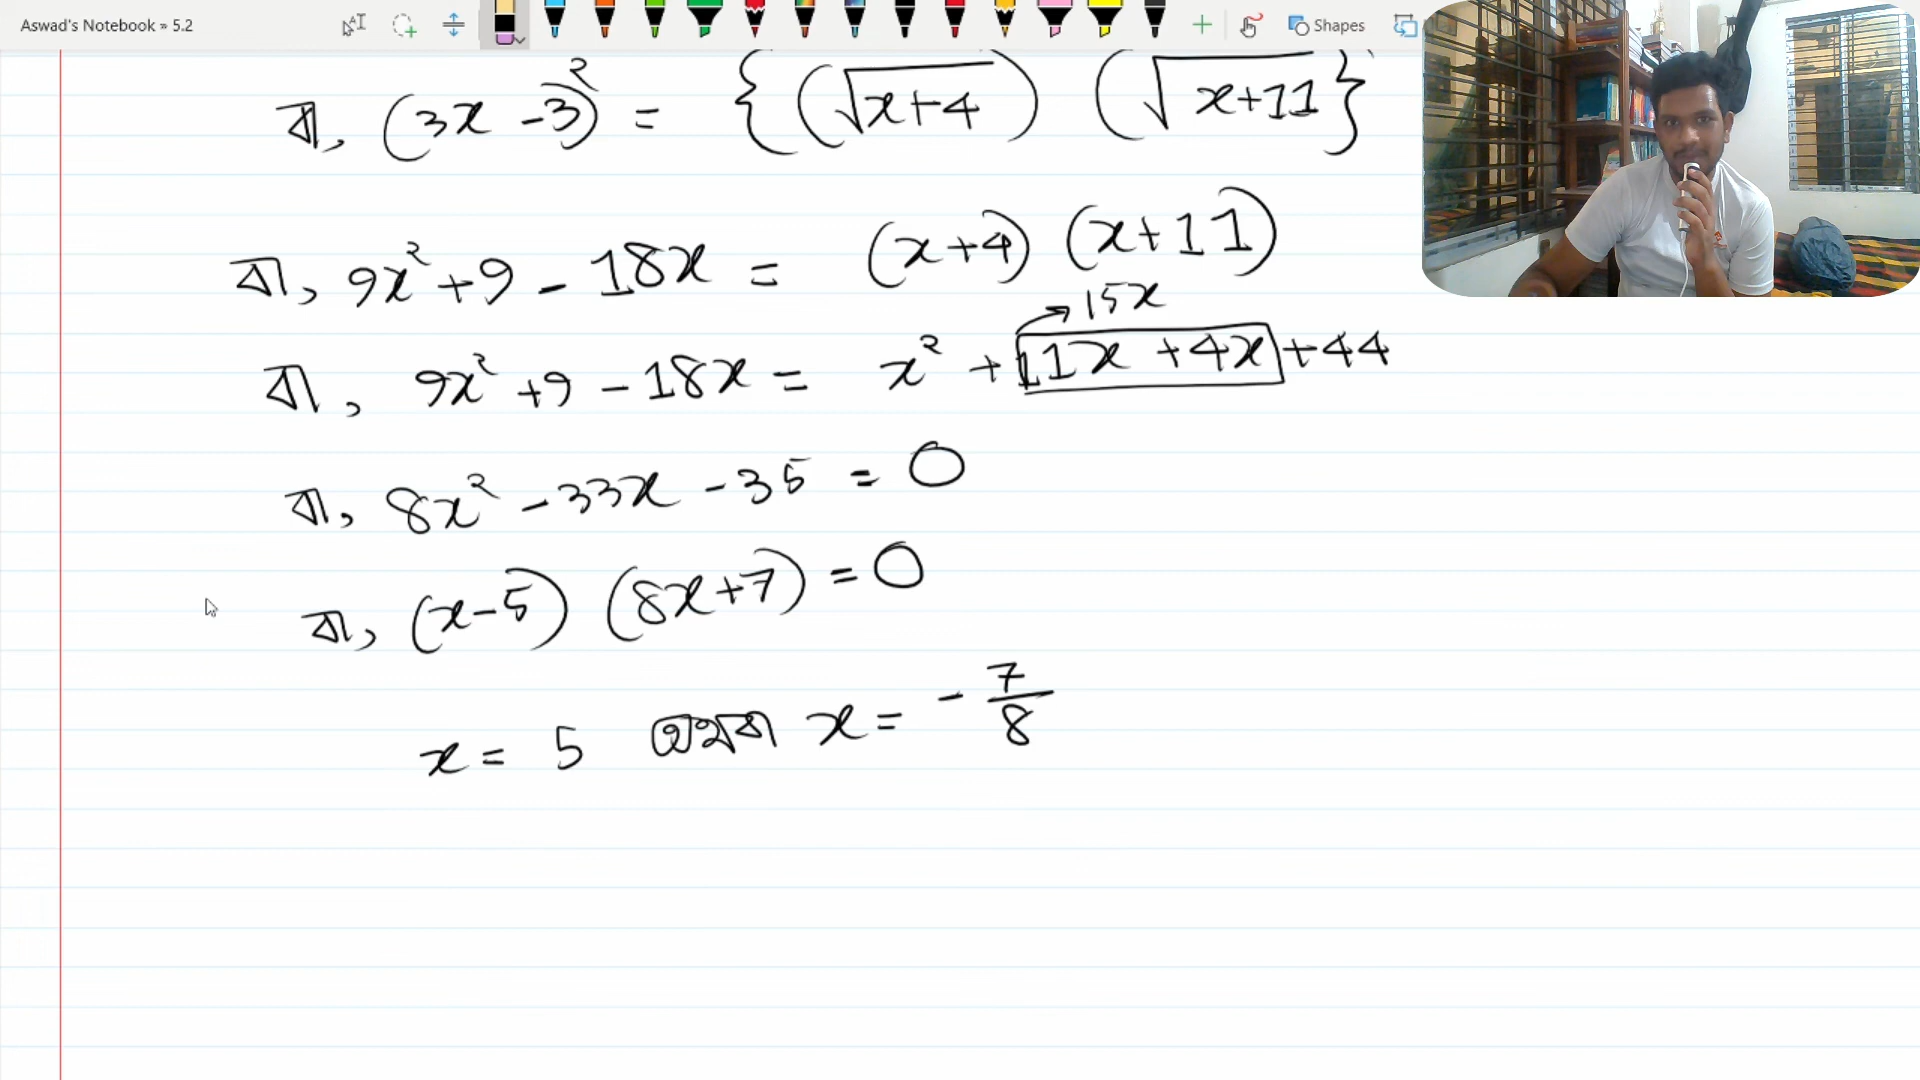 Aswad's Notebook » 5.2
Shapes
বা, (3x -3)² = {(√x+4) (√x+11}
বা, 9x² +9 - 18x = (x+4) (x+11)
→ 15x
বা, 9x² +9 - 18x = x² + 11x +4x +44
বা, 8x² -33x -35 = 0
বা, (x-5) (8x+7) = 0
x = 5 অথবা x = - 7/8